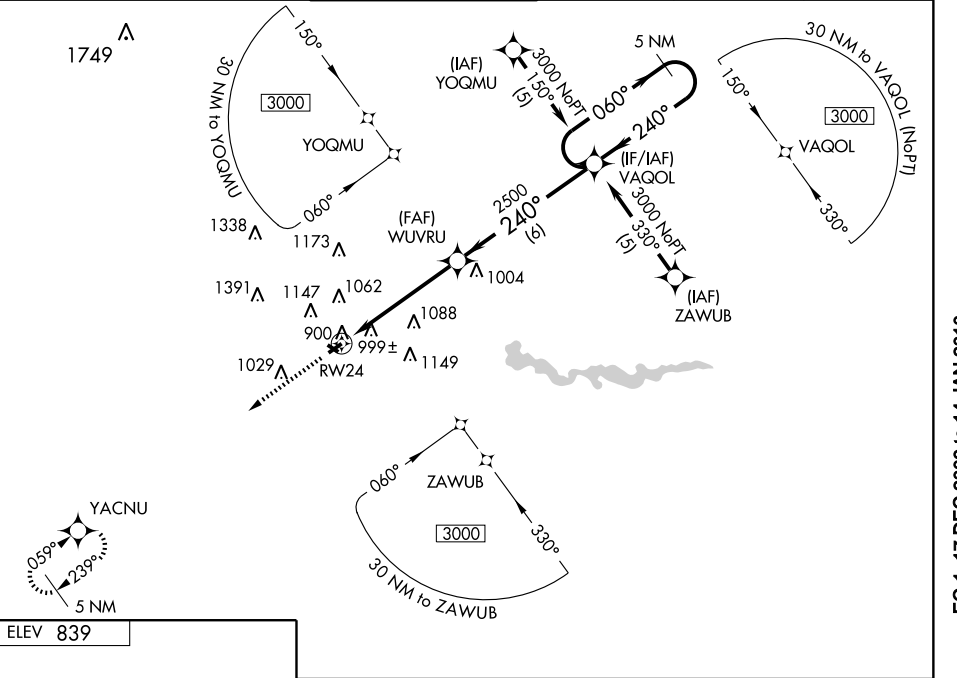 1749
150°
30 NM to YOQMU
3000
YOQMU
060°
(IAF)
YOQMU
3000 NoPT
150°
(5)
5 NM
060°
240°
(IF/IAF)
VAQOL
30 NM to VAQOL (NoPT)
150°
3000
VAQOL
330°
2500
240°
(6)
3000 NoPT
330°
(5)
(IAF)
ZAWUB
(FAF)
WUVRU
1004
1338
1173
1391
1147
1062
1088
900
999±
1149
1029
RW24
060°
ZAWUB
3000
330°
30 NM to ZAWUB
YACNU
059°
239°
5 NM
ELEV 839